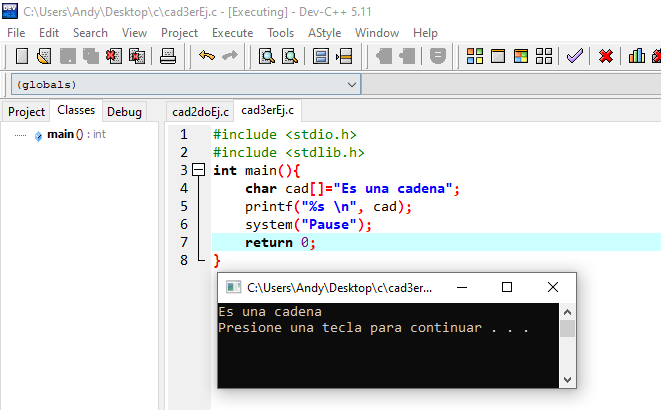 C:\Users\Andy\Desktop\c\cad3erEj.c - [Executing] - Dev-C++ 5.11
File Edit Search View Project Execute Tools AStyle Window Help
(globals)
Project Classes Debug
main () : int
cad2doEj.c cad3erEj.c
1 #include <stdio.h>
2 #include <stdlib.h>
3 int main(){
4 char cad[]="Es una cadena";
5 printf("%s \n", cad);
6 system("Pause");
7 return 0;
8 }
C:\Users\Andy\Desktop\c\cad3er...
Es una cadena
Presione una tecla para continuar . . .